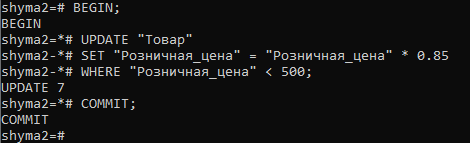 shyma2=# BEGIN;
BEGIN
shyma2=*# UPDATE "Товар"
shyma2-*# SET "Розничная_цена" = "Розничная_цена" * 0.85
shyma2-*# WHERE "Розничная_цена" < 500;
UPDATE 7
shyma2=*# COMMIT;
COMMIT
shyma2=#